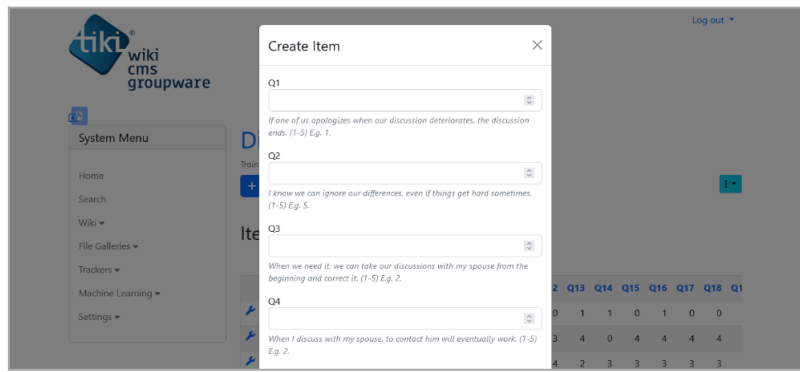 Log out
tiki
®
wiki
cms
groupware
Create Item
Q1
If one of us apologizes when our discussion deteriorates, the discussion
ends. (1-5) E.g. 1.
Q2
I know we can ignore our differences, even if things get hard sometimes.
(1-5) E.g. 5.
Q3
When we need it, we can take our discussions with my spouse from the
beginning and correct it. (1-5) E.g. 2.
Q4
When I discuss with my spouse, to contact him will eventually work. (1-5)
E.g. 2.
System Menu
Home
Search
Wiki
File Galleries
Trackers
Machine Learning
Settings
Di
Train
+
Ite
2 Q13 Q14 Q15 Q16 Q17 Q18 Q1
0 1 1 0 1 0 0
3 4 0 4 4 4 4
4 2 3 3 3 3 3